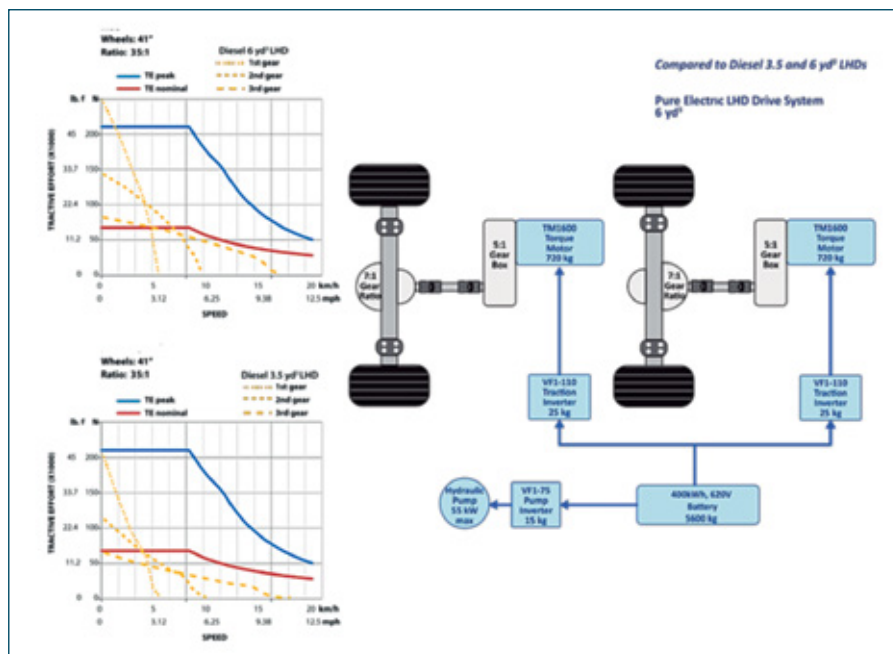 Wheels: 41"
Ratio: 35:1
Diesel 6 yd³ LHD
1st gear
2nd gear
3rd gear
TE peak
TE nominal
lb. f N
45 200
33.7 150
22.4 100
11.2 50
0 0
TRACTIVE EFFORT (X1000)
0 5 10 15 20 km/h
0 3.12 6.25 9.38 12.5 mph
SPEED
Wheels: 41"
Ratio: 35:1
Diesel 3.5 yd³ LHD
1st gear
2nd gear
3rd gear
TE peak
TE nominal
lb. f N
45 200
33.7 150
22.4 100
11.2 50
0 0
TRACTIVE EFFORT (X1000)
0 5 10 15 20 km/h
0 3.12 6.25 9.38 12.5 mph
SPEED
Compared to Diesel 3.5 and 6 yd³ LHDs
Pure Electric LHD Drive System
6 yd³
7:1
Gear
Ratio
5:1
Gear
Box
TM1600
Torque
Motor
720 kg
7:1
Gear
Ratio
5:1
Gear
Box
TM1600
Torque
Motor
720 kg
VF1-110
Traction
Inverter
25 kg
VF1-110
Traction
Inverter
25 kg
Hydraulic
Pump
55 kW
max
VF1-75
Pump
Inverter
15 kg
400kWh, 620V
Battery
5600 kg